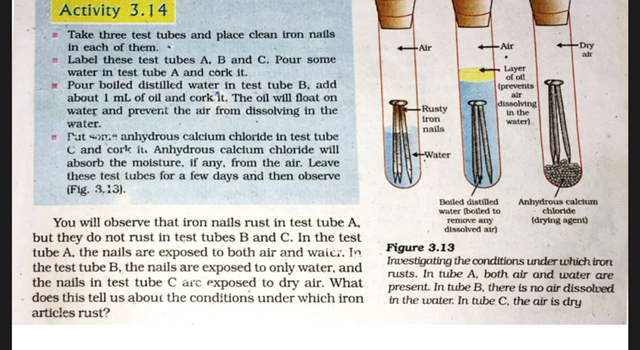 Activity 3.14
Take three test tubes and place clean iron nails
in each of them.
Label these test tubes A, B and C. Pour some
water in test tube A and cork it.
Pour boiled distilled water in test tube B, add
about 1 mL of oil and cork it. The oil will float on
water and prevent the air from dissolving in the
water.
Put some anhydrous calcium chloride in test tube
C and cork it. Anhydrous calcium chloride will
absorb the moisture, if any, from the air. Leave
these test tubes for a few days and then observe
(Fig. 3.13).
You will observe that iron nails rust in test tube A,
but they do not rust in test tubes B and C. In the test
tube A, the nails are exposed to both air and water. In
the test tube B, the nails are exposed to only water, and
the nails in test tube C are exposed to dry air. What
does this tell us about the conditions under which iron
articles rust?
Air
Rusty
iron
nails
Water
Air
Layer
of oil
(prevents
air
dissolving
in the
water)
Dry
air
Boiled distilled
water (boiled to
remove any
dissolved air)
Anhydrous calcium
chloride
(drying agent)
Figure 3.13
Investigating the conditions under which iron
rusts. In tube A, both air and water are
present. In tube B, there is no air dissolved
in the water. In tube C, the air is dry